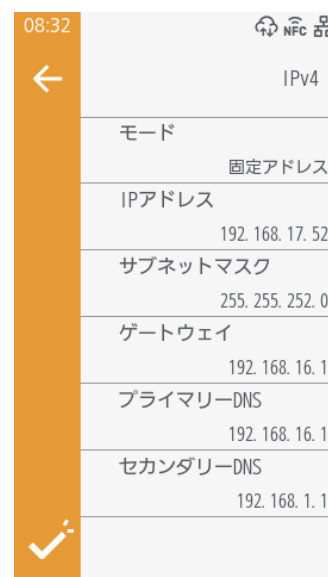 08:32
NFC
IPv4
モード
固定アドレス
IPアドレス
192. 168. 17. 52
サブネットマスク
255. 255. 252. 0
ゲートウェイ
192. 168. 16. 1
プライマリーDNS
192. 168. 16. 1
セカンダリーDNS
192. 168. 1. 1